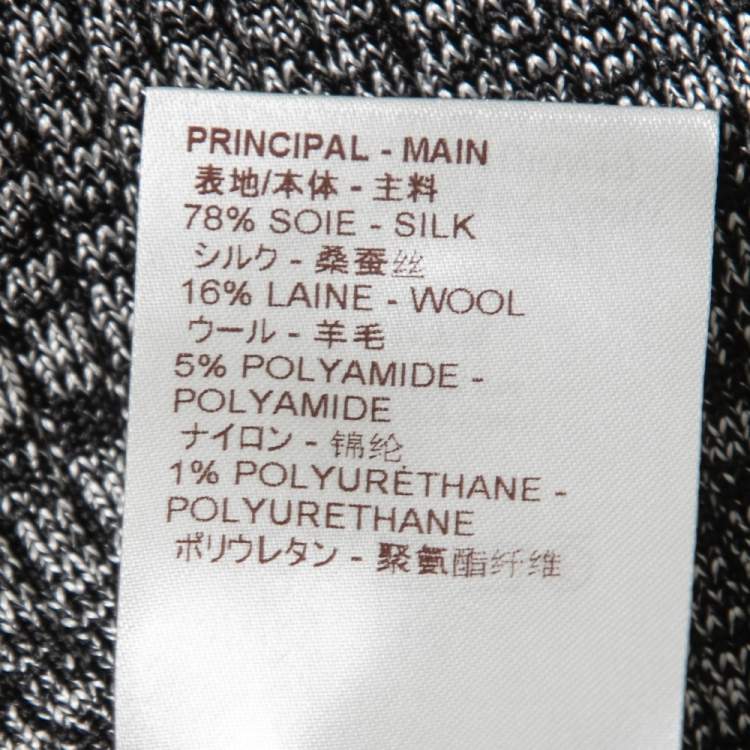 PRINCIPAL - MAIN
表地/本体 - 主料
78% SOIE - SILK
シルク - 桑蚕丝
16% LAINE - WOOL
ウール - 羊毛
5% POLYAMIDE -
POLYAMIDE
ナイロン - 锦纶
1% POLYURÉTHANE -
POLYURETHANE
ポリウレタン - 聚氨酯纤维